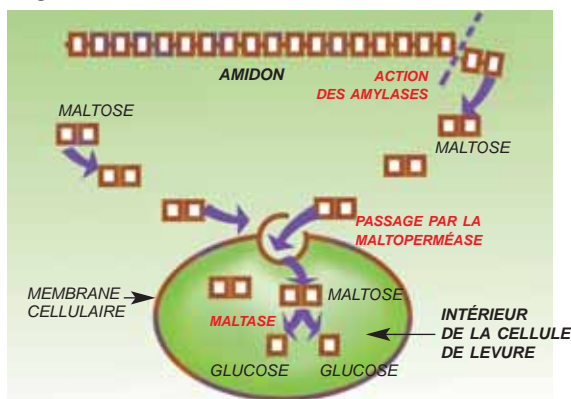 AMIDON
ACTION
DES AMYLASES
MALTOSE
MALTOSE
PASSAGE PAR LA
MALTOPERMÉASE
MEMBRANE
CELLULAIRE
MALTOSE
MALTASE
INTÉRIEUR
DE LA CELLULE
DE LEVURE
GLUCOSE
GLUCOSE